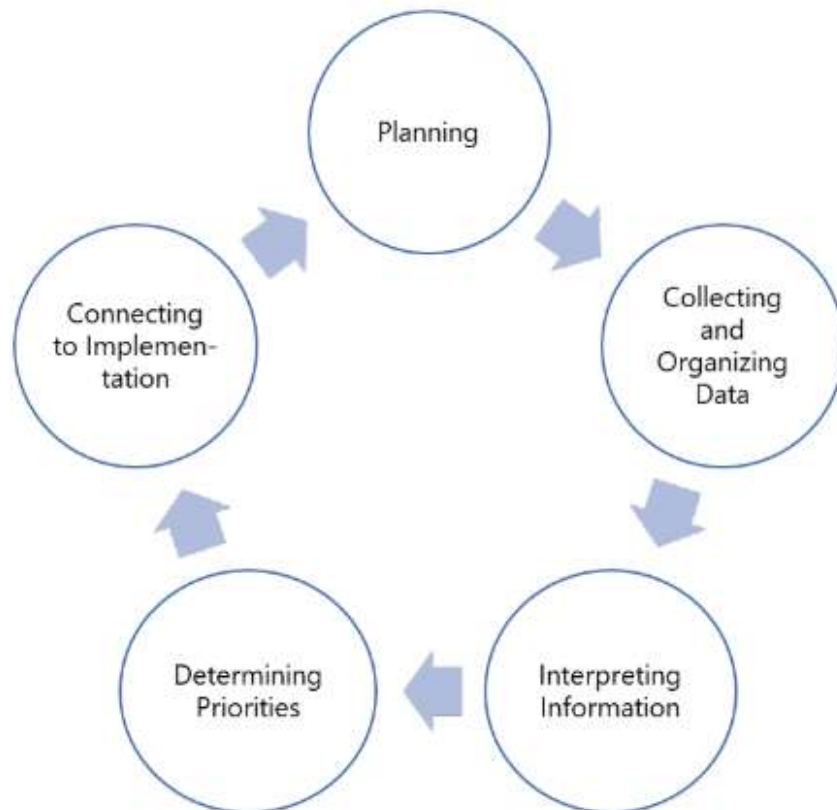 Planning
Collecting
and
Organizing
Data
Interpreting
Information
Determining
Priorities
Connecting
to Implemen-
tation